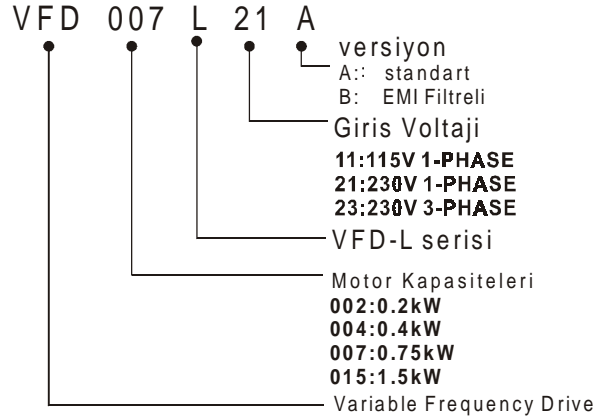 VFD 007 L 21 A
versiyon
A:: standart
B: EMI Filtreli
Giris Voltaji
11:115V 1-PHASE
21:230V 1-PHASE
23:230V 3-PHASE
VFD-L serisi
Motor Kapasiteleri
002:0.2kW
004:0.4kW
007:0.75kW
015:1.5kW
Variable Frequency Drive